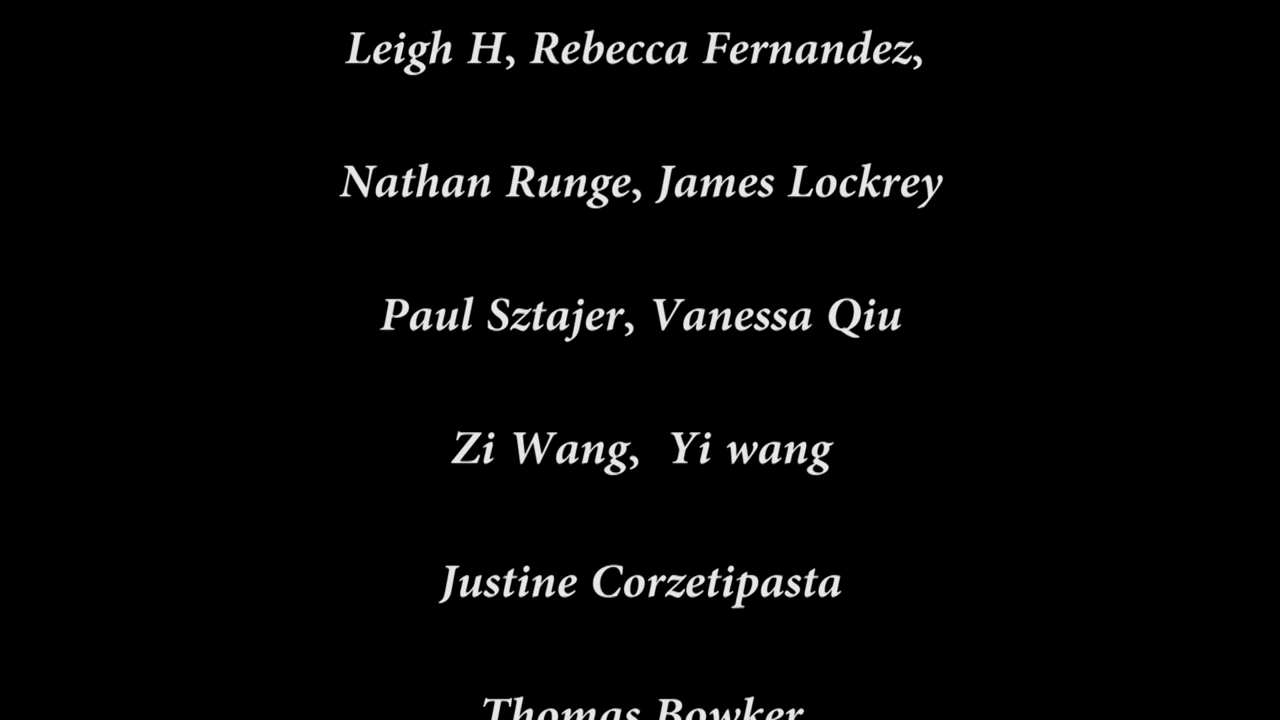 Leigh H, Rebecca Fernandez,
Nathan Runge, James Lockrey
Paul Sztajer, Vanessa Qiu
Zi Wang,  Yi wang
Justine Corzetipasta
Thomas Bowker